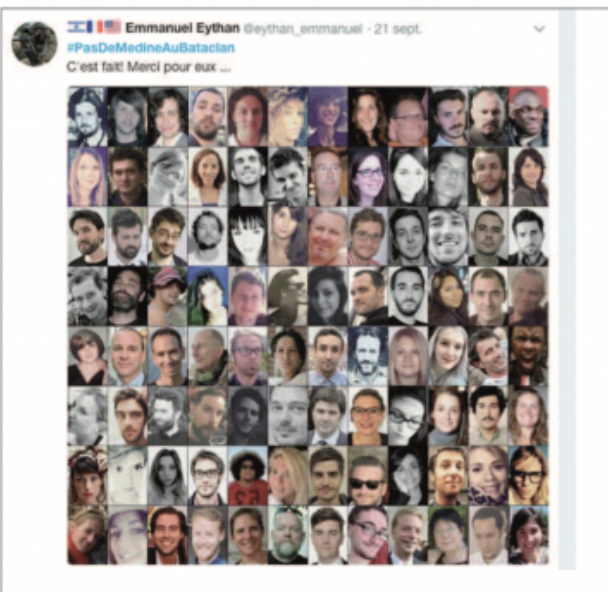 Emmanuel Eythan @eythan_emmanuel · 21 sept.
#PasDeMedineAuBataclan
C'est fait! Merci pour eux ...